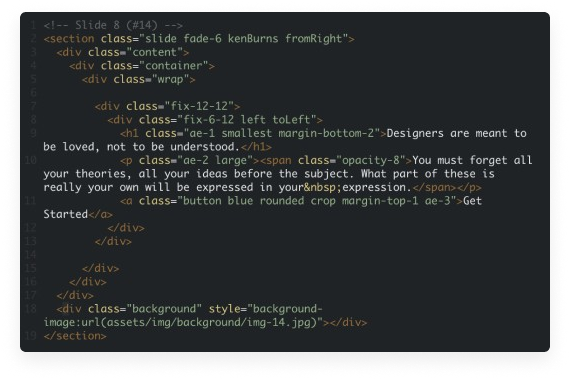 1 <!-- Slide 8 (#14) -->
2 <section class="slide fade-6 kenBurns fromRight">
3 <div class="content">
4 <div class="container">
5 <div class="wrap">
6
7 <div class="fix-12-12">
8 <div class="fix-6-12 left toLeft">
9 <h1 class="ae-1 smallest margin-bottom-2">Designers are meant to
be loved, not to be understood.</h1>
10 <p class="ae-2 large"><span class="opacity-8">You must forget all
your theories, all your ideas before the subject. What part of these is
really your own will be expressed in your&nbsp;expression.</span></p>
11 <a class="button blue rounded crop margin-top-1 ae-3">Get
Started</a>
12 </div>
13 </div>
14
15 </div>
16 </div>
17 </div>
18 <div class="background" style="background-
image:url(assets/img/background/img-14.jpg)"></div>
19 </section>